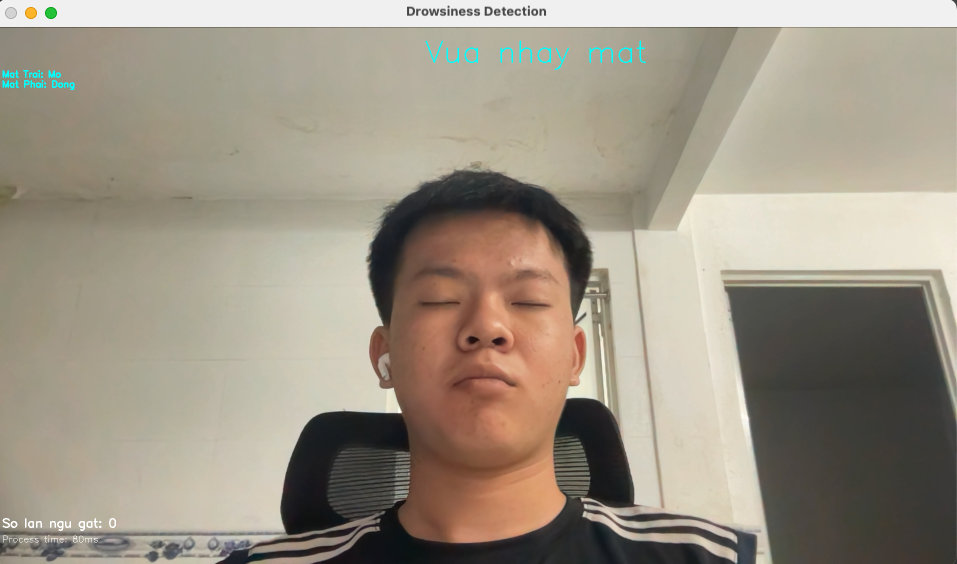 Drowsiness Detection
Vua nhay mat
Mat Trai: Mo
Mat Phai: Dong
So lan ngu gat: 0
Process time: 80ms